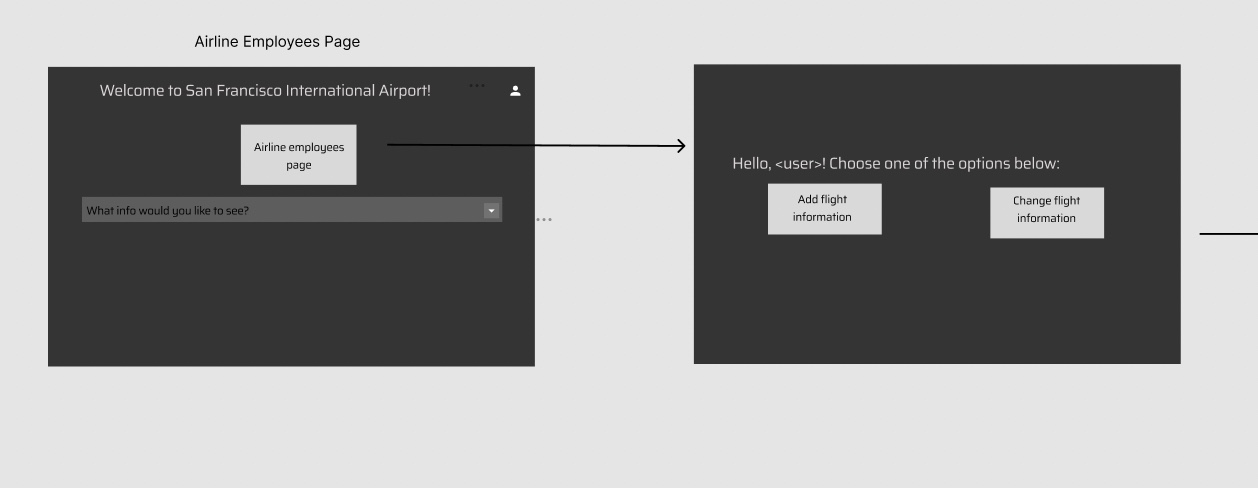 Airline Employees Page
Welcome to San Francisco International Airport!
Airline employees
page
What info would you like to see?
Hello, <user>! Choose one of the options below:
Add flight
information
Change flight
information